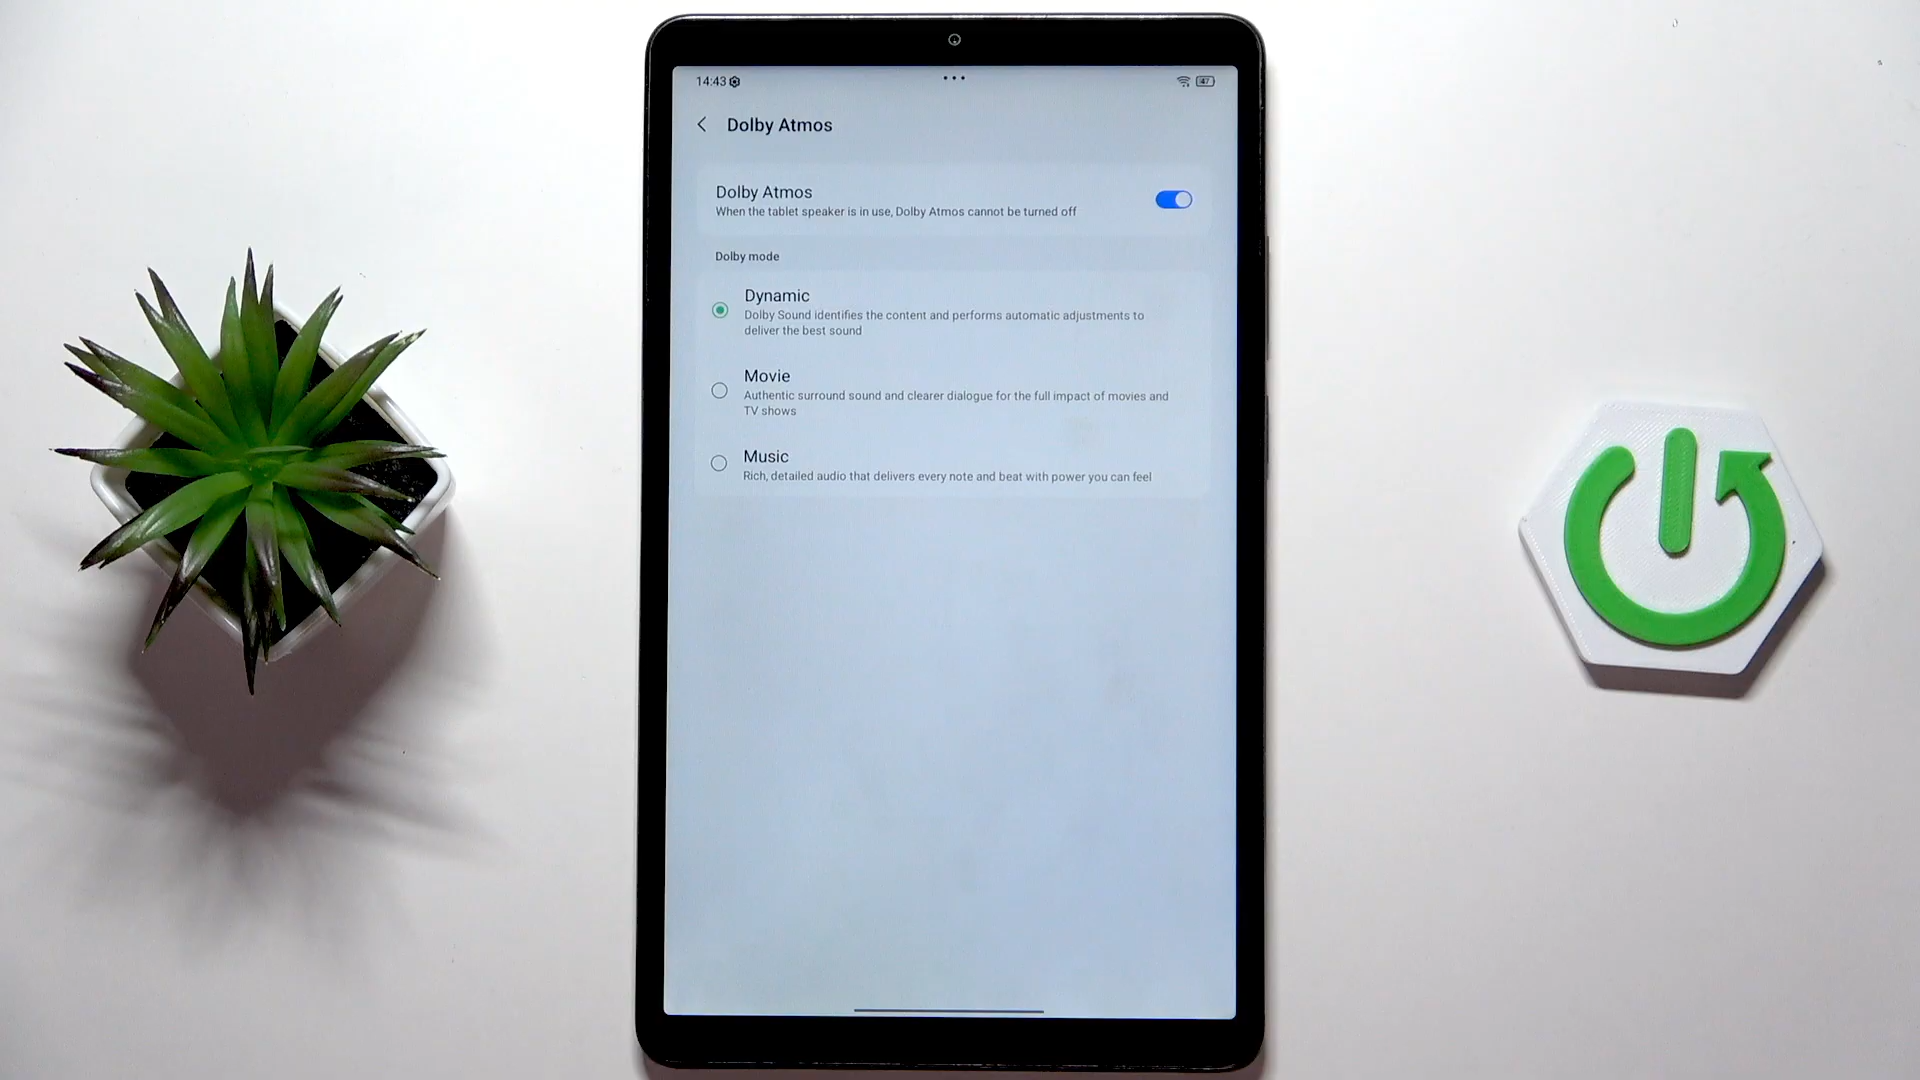 14:43
47
Dolby Atmos
Dolby Atmos
When the tablet speaker is in use, Dolby Atmos cannot be turned off
Dolby mode
Dynamic
Dolby Sound identifies the content and performs automatic adjustments to
deliver the best sound
Movie
Authentic surround sound and clearer dialogue for the full impact of movies and
TV shows
Music
Rich, detailed audio that delivers every note and beat with power you can feel